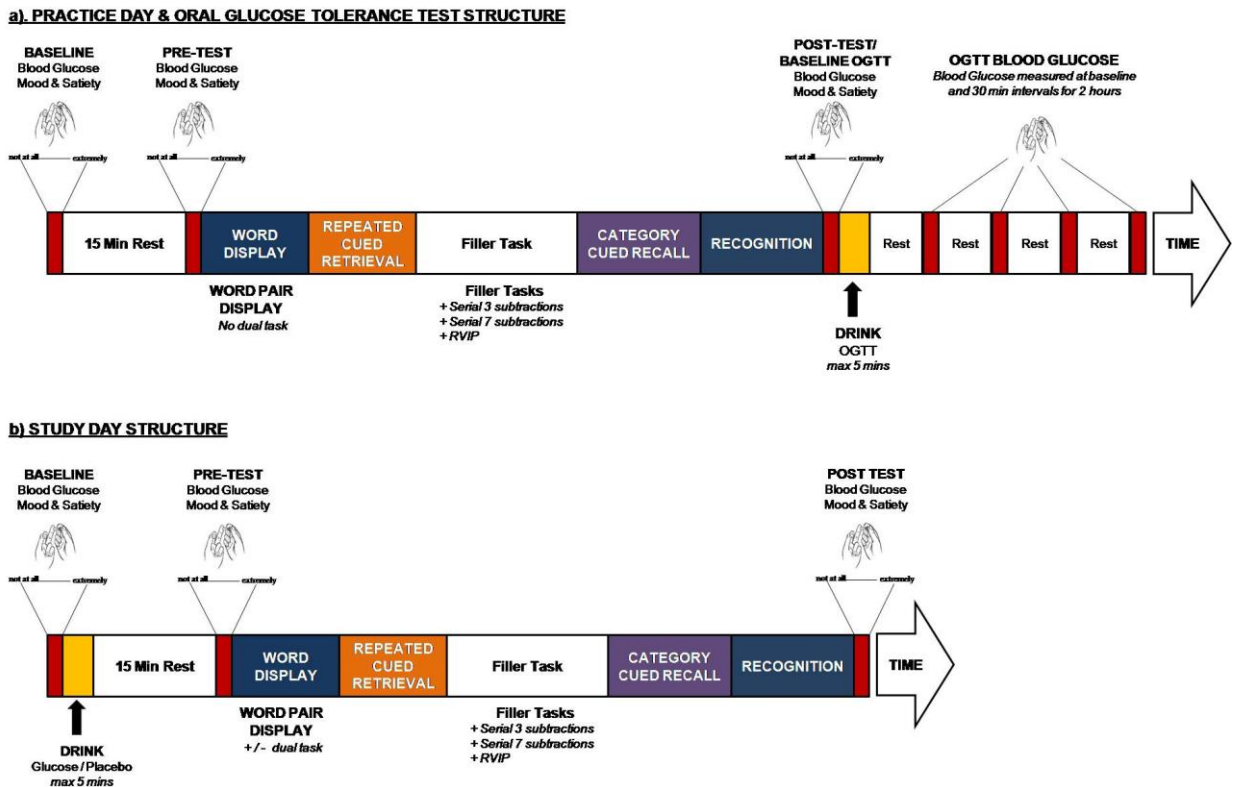 a). PRACTICE DAY & ORAL GLUCOSE TOLERANCE TEST STRUCTURE
BASELINE
Blood Glucose
Mood & Satiety
not at all________ extremely
PRE-TEST
Blood Glucose
Mood & Satiety
not at all________ extremely
POST-TEST/
BASELINE OGTT
Blood Glucose
Mood & Satiety
not at all________ extremely
OGTT BLOOD GLUCOSE
Blood Glucose measured at baseline
and 30 min intervals for 2 hours
15 Min Rest
WORD
DISPLAY
REPEATED
CUED
RETRIEVAL
Filler Task
CATEGORY
CUED RECALL
RECOGNITION
Rest
Rest
Rest
Rest
TIME
WORD PAIR
DISPLAY
No dual task
Filler Tasks
+ Serial 3 subtractions
+ Serial 7 subtractions
+ RVIP
DRINK
OGTT
max 5 mins
b) STUDY DAY STRUCTURE
BASELINE
Blood Glucose
Mood & Satiety
not at all________ extremely
PRE-TEST
Blood Glucose
Mood & Satiety
not at all________ extremely
POST TEST
Blood Glucose
Mood & Satiety
not at all________ extremely
15 Min Rest
WORD
DISPLAY
REPEATED
CUED
RETRIEVAL
Filler Task
CATEGORY
CUED RECALL
RECOGNITION
TIME
DRINK
Glucose / Placebo
max 5 mins
WORD PAIR
DISPLAY
+/- dual task
Filler Tasks
+ Serial 3 subtractions
+ Serial 7 subtractions
+ RVIP